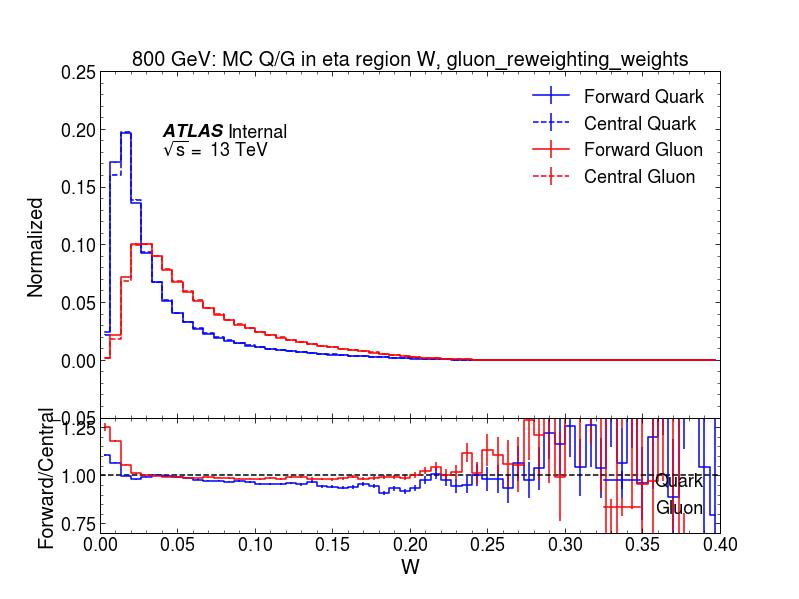 800 GeV: MC Q/G in eta region W, gluon_reweighting_weights
0.25
0.20
0.15
0.10
0.05
0.00
0.05
Normalized
ATLAS Internal
√s = 13 TeV
Forward Quark
Central Quark
Forward Gluon
Central Gluon
1.25
1.00
0.75
Forward/Central
Quark
Gluon
0.00 0.05 0.10 0.15 0.20 0.25 0.30 0.35 0.40
W